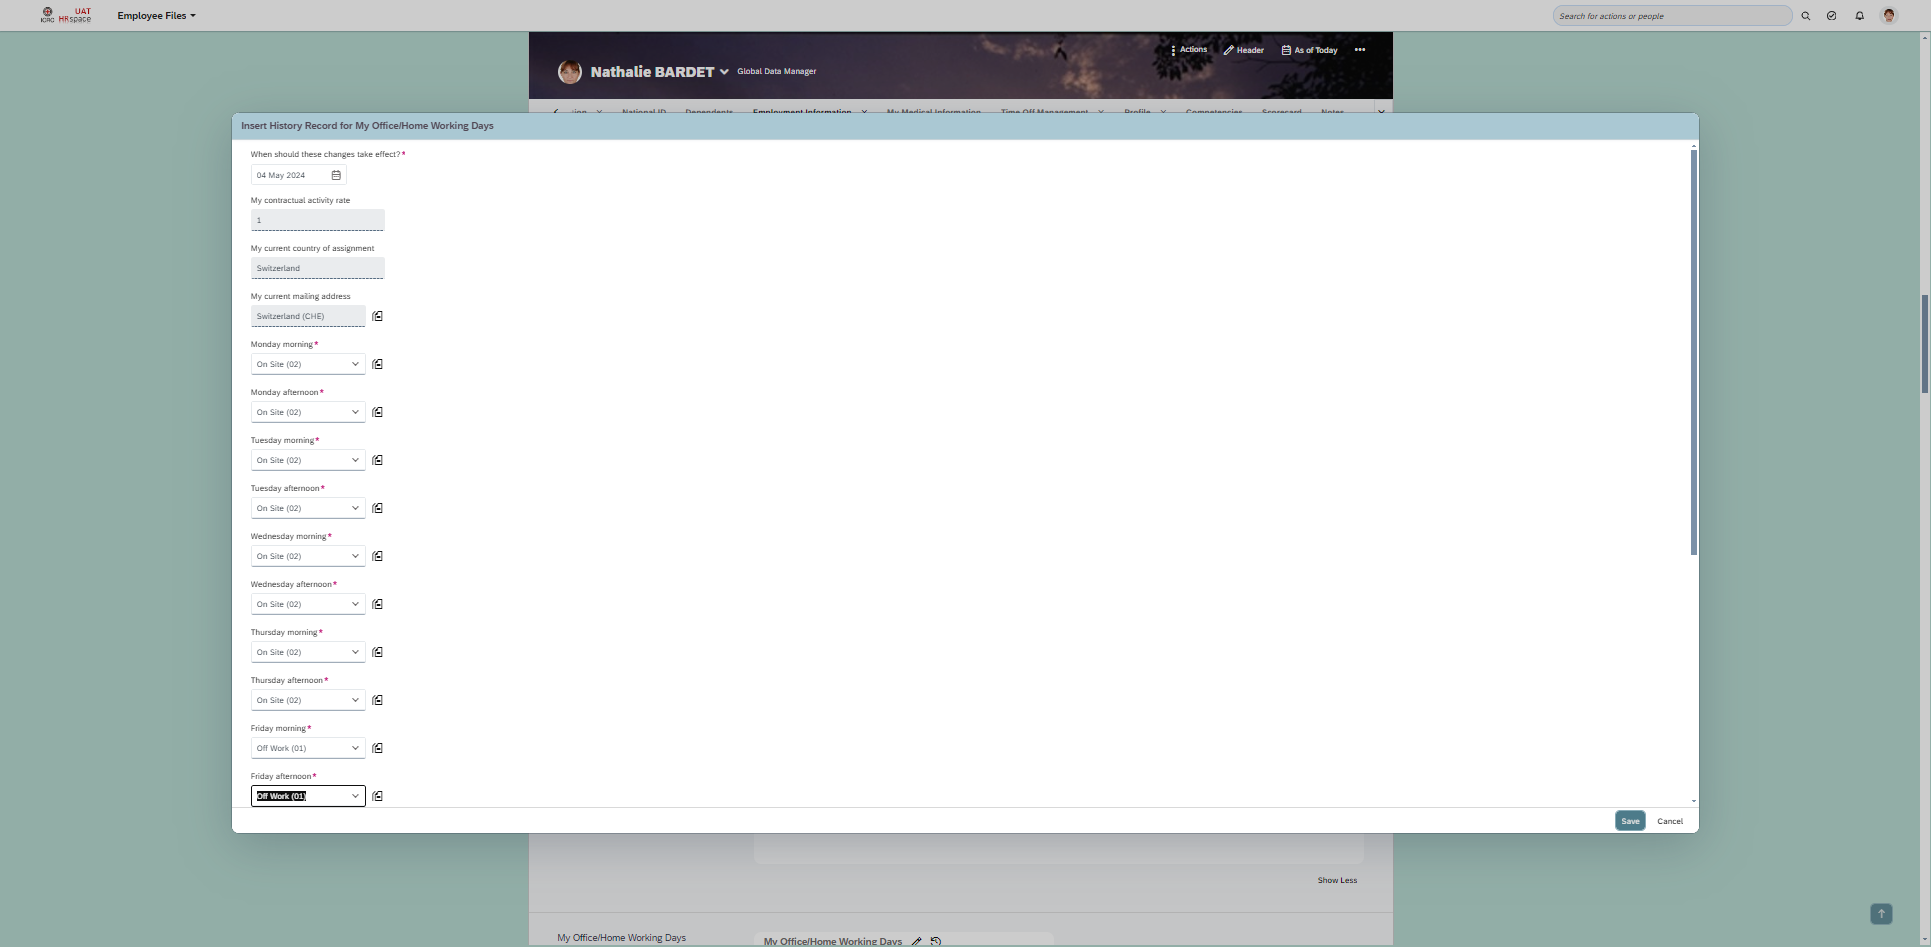 ICRC UAT HRspace Employee Files Search for actions or people
Actions Header As of Today
Nathalie BARDET Global Data Manager
National ID Dependents Employment Information My Medical Information Time Off Management Profile Competencies Scorecard Notes
Insert History Record for My Office/Home Working Days
When should these changes take effect?*
04 May 2024
My contractual activity rate
1
My current country of assignment
Switzerland
My current mailing address
Switzerland (CHE)
Monday morning*
On Site (02)
Monday afternoon*
On Site (02)
Tuesday morning*
On Site (02)
Tuesday afternoon*
On Site (02)
Wednesday morning*
On Site (02)
Wednesday afternoon*
On Site (02)
Thursday morning*
On Site (02)
Thursday afternoon*
On Site (02)
Friday morning*
Off Work (01)
Friday afternoon*
Off Work (01)
Save Cancel
Show Less
My Office/Home Working Days My Office/Home Working Days